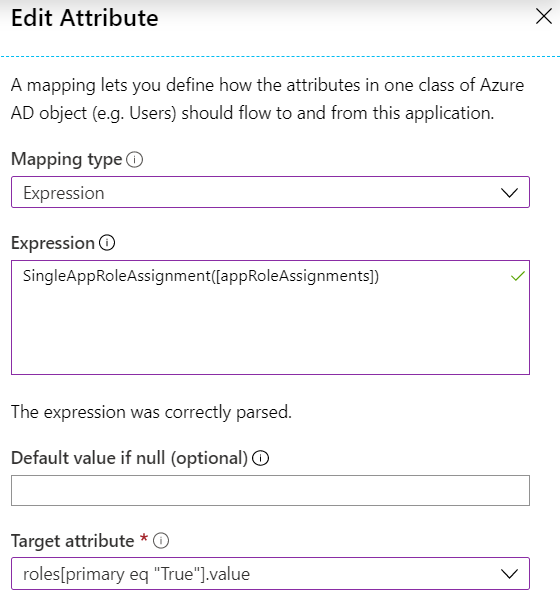 Edit Attribute
A mapping lets you define how the attributes in one class of Azure
AD object (e.g. Users) should flow to and from this application.
Mapping type
Expression
Expression
SingleAppRoleAssignment([appRoleAssignments])
The expression was correctly parsed.
Default value if null (optional)
Target attribute *
roles[primary eq "True"].value